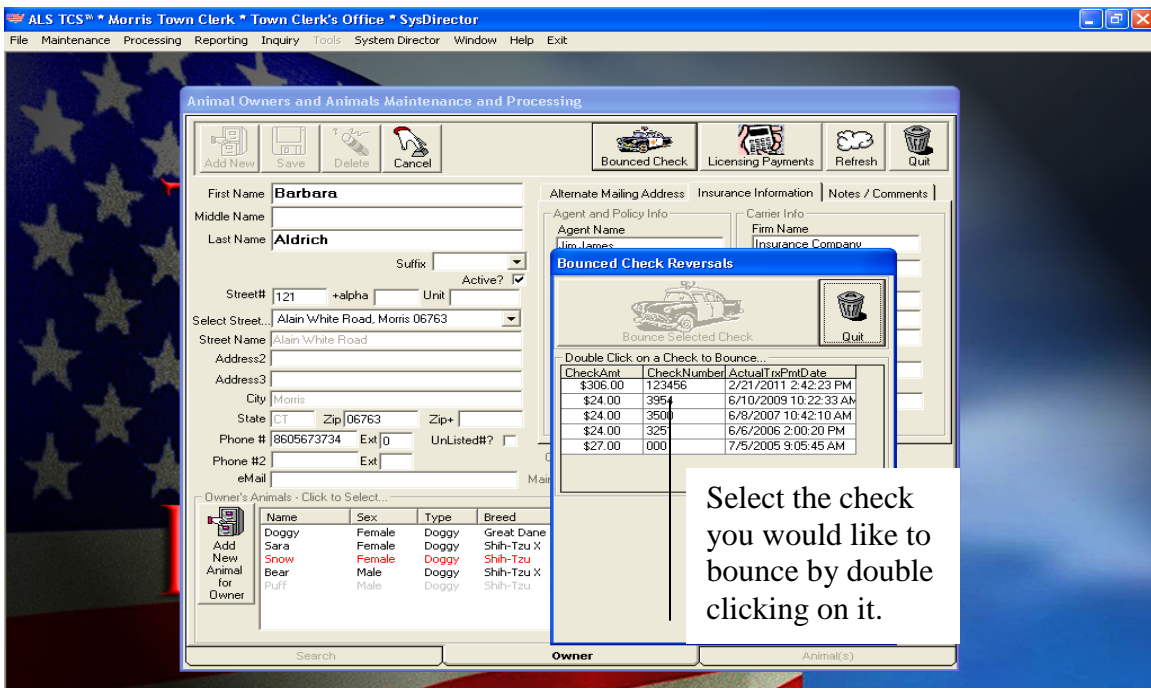 ALS TCS™ * Morris Town Clerk * Town Clerk's Office * SysDirector
File Maintenance Processing Reporting Inquiry Tools System Director Window Help Exit
Animal Owners and Animals Maintenance and Processing
Add New Save Delete Cancel Bounced Check Licensing Payments Refresh Quit
First Name Barbara
Middle Name
Last Name Aldrich
Suffix
Active?
Street# 121 +alpha Unit
Select Street... Alain White Road, Morris 06763
Street Name Alain White Road
Address2
Address3
City Morris
State CT Zip 06763 Zip+
Phone # 8605673734 Ext 0 UnListed#?
Phone #2 Ext
eMail
Alternate Mailing Address Insurance Information Notes / Comments
Agent and Policy Info Carrier Info
Agent Name Firm Name
Jim James Insurance Company
Bounced Check Reversals
Bounce Selected Check Quit
Double Click on a Check to Bounce...
CheckAmt CheckNumber ActualTrxPmtDate
$306.00 123456 2/21/2011 2:42:23 PM
$24.00 3954 6/10/2009 10:22:33 AM
$24.00 3500 6/8/2007 10:42:10 AM
$24.00 325 6/6/2006 2:00:20 PM
$27.00 000 7/5/2005 9:05:45 AM
Owner's Animals - Click to Select...
Add New Animal for Owner
Name Sex Type Breed
Doggy Female Doggy Great Dane
Sara Female Doggy Shih-Tzu X
Snow Female Doggy Shih-Tzu
Bear Male Doggy Shih-Tzu X
Puff Male Doggy Shih-Tzu
Select the check
you would like to
bounce by double
clicking on it.
Search Owner Animal(s)